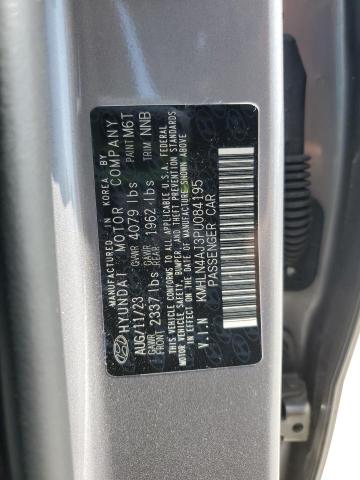 MADE IN KOREA BY
HYUNDAI MOTOR COMPANY
AUG/11/23 GVWR 4079 lbs PAINT M6T
GAWR FRONT 2337 lbs GAWR REAR 1962 lbs TRIM NNB
THIS VEHICLE CONFORMS TO ALL APPLICABLE U.S.A. FEDERAL
MOTOR VEHICLE SAFETY, BUMPER, AND THEFT PREVENTION
STANDARDS IN EFFECT ON THE DATE OF MANUFACTURE SHOWN ABOVE.
V.I.N KMHLN4AJ3PU084195
PASSENGER CAR